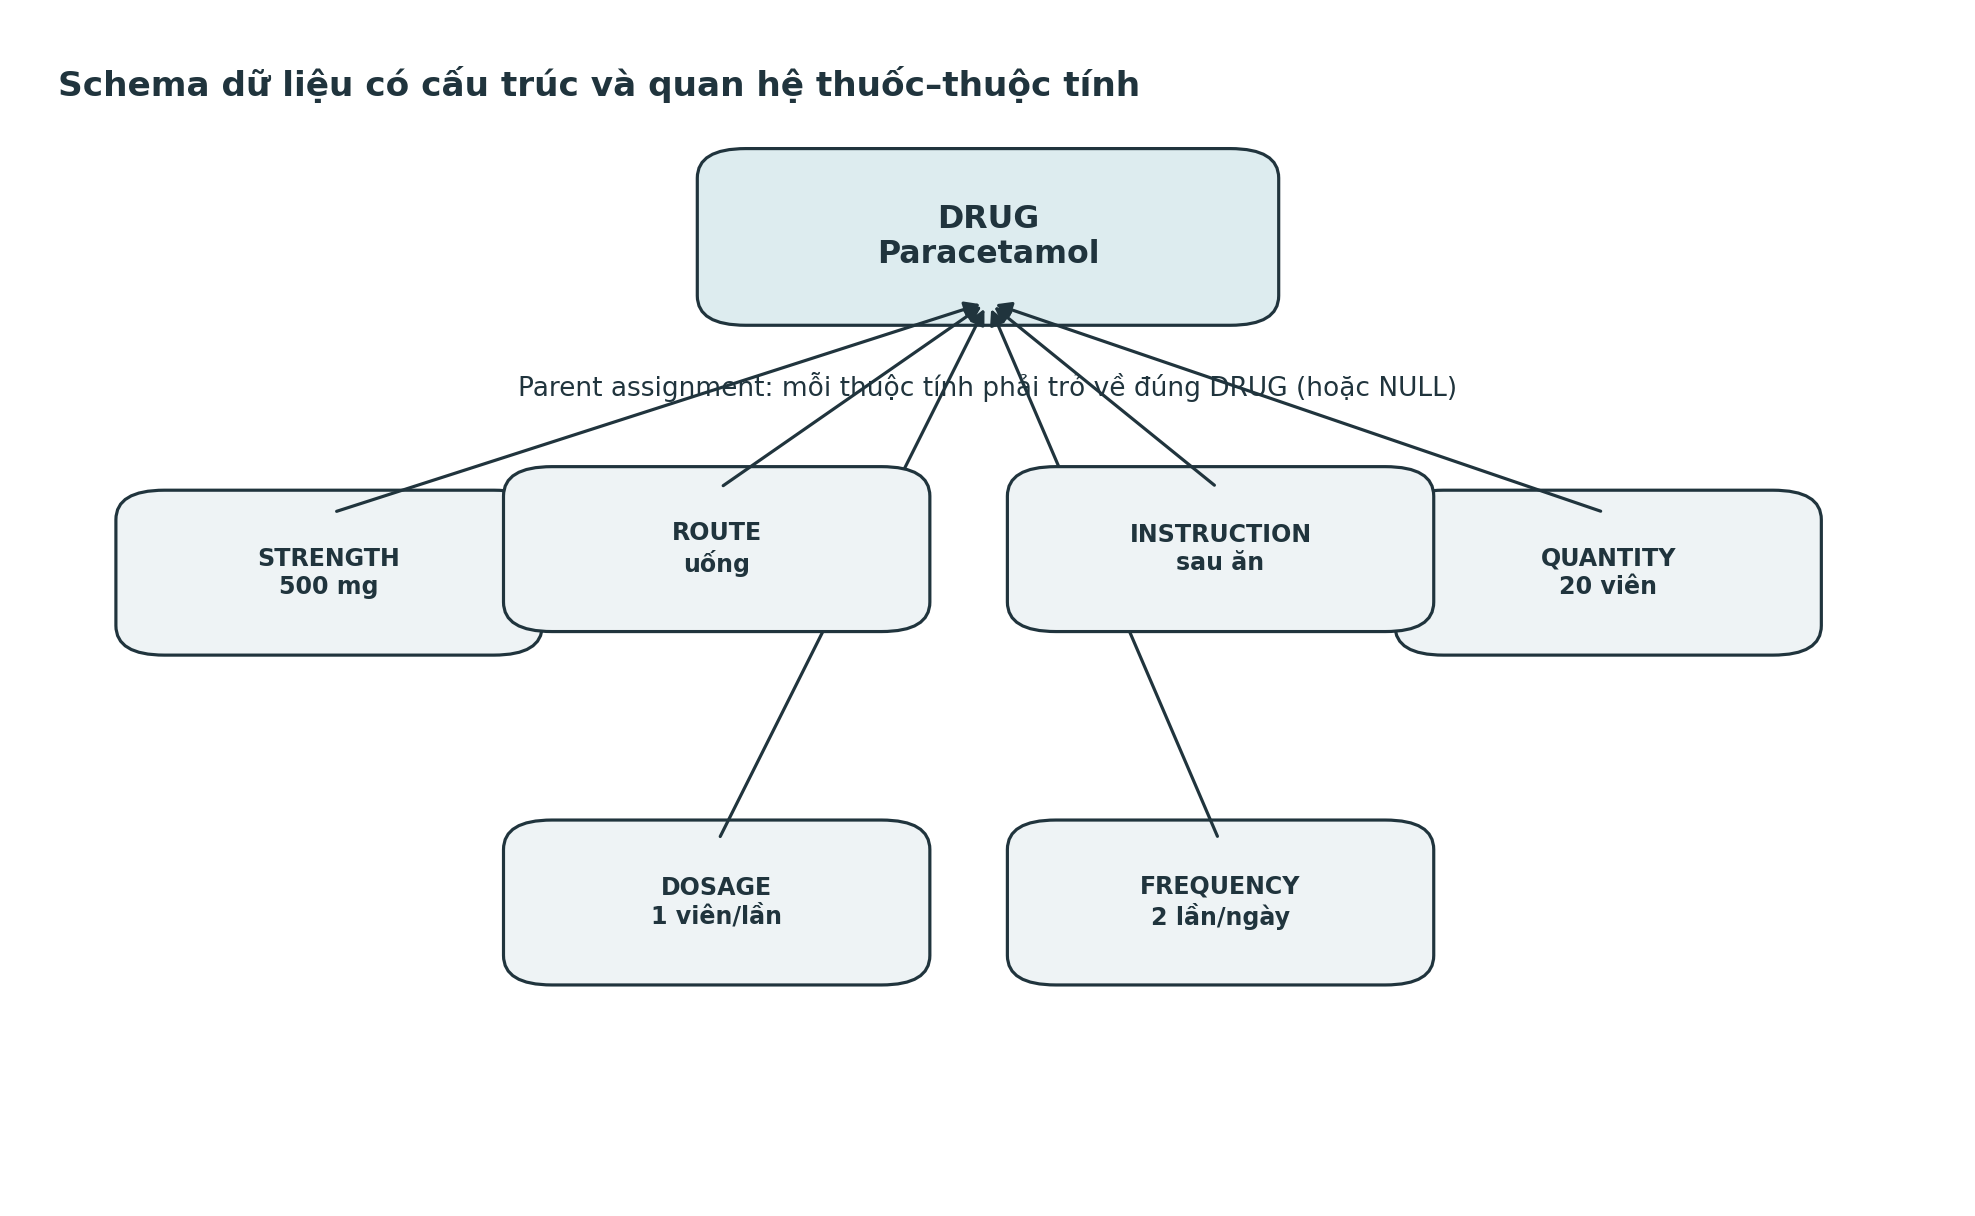 Schema dữ liệu có cấu trúc và quan hệ thuốc–thuộc tính
DRUG
Paracetamol
Parent assignment: mỗi thuộc tính phải trỏ về đúng DRUG (hoặc NULL)
STRENGTH
500 mg
ROUTE
uống
INSTRUCTION
sau ăn
QUANTITY
20 viên
DOSAGE
1 viên/lần
FREQUENCY
2 lần/ngày